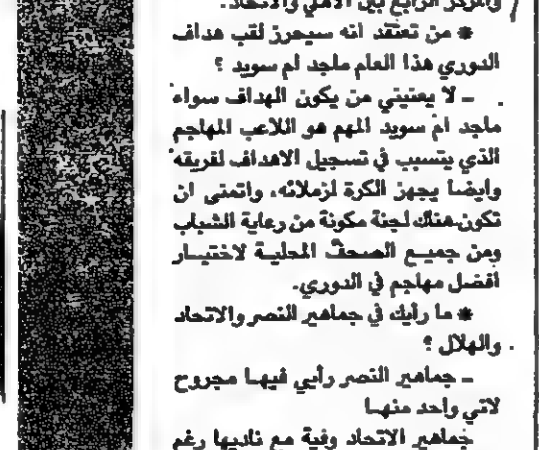 والمركز الرابع بين الاهلي والاتحاد.
* من تعتقد انه سيحرز لقب هداف
الدوري هذا العام ماجد ام سويد ؟
ـ لا يعنيني من يكون الهداف سواء
ماجد ام سويد المهم هو اللاعب المهاجم
الذي يتسبب في تسجيل الاهداف لفريقه
وايضا يجهز الكرة لزملائه، واتمنى ان
تكون هناك لجنة مكونة من رعاية الشباب
ومن جميع الصحف المحلية لاختيار
افضل مهاجم في الدوري.
* ما رأيك في جماهير النصر والاتحاد
والهلال ؟
ـ جماهير النصر رأيي فيها مجروح
لاني واحد منها
جماهير الاتحاد وفية مع ناديها رغم